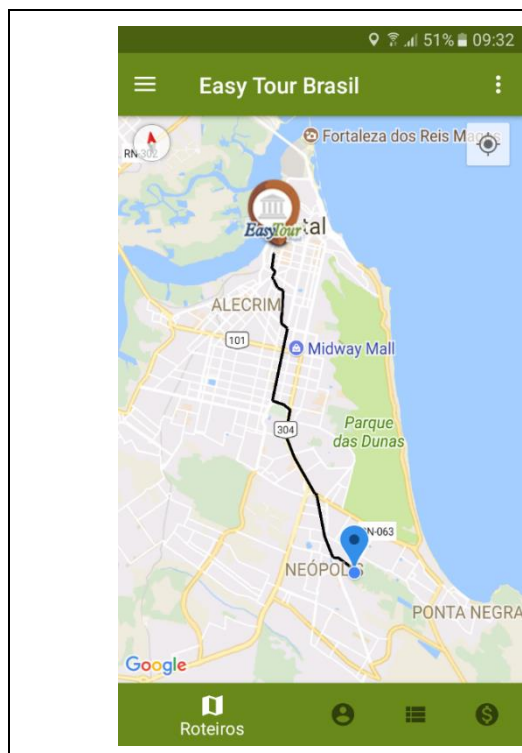 51% 09:32
Easy Tour Brasil
RN-302
Fortaleza dos Reis Magos
EasyTour
tal
ALECRIM
101
Midway Mall
Parque
das Dunas
304
RN-063
NEÓPOLIS
PONTA NEGRA
Google
Roteiros